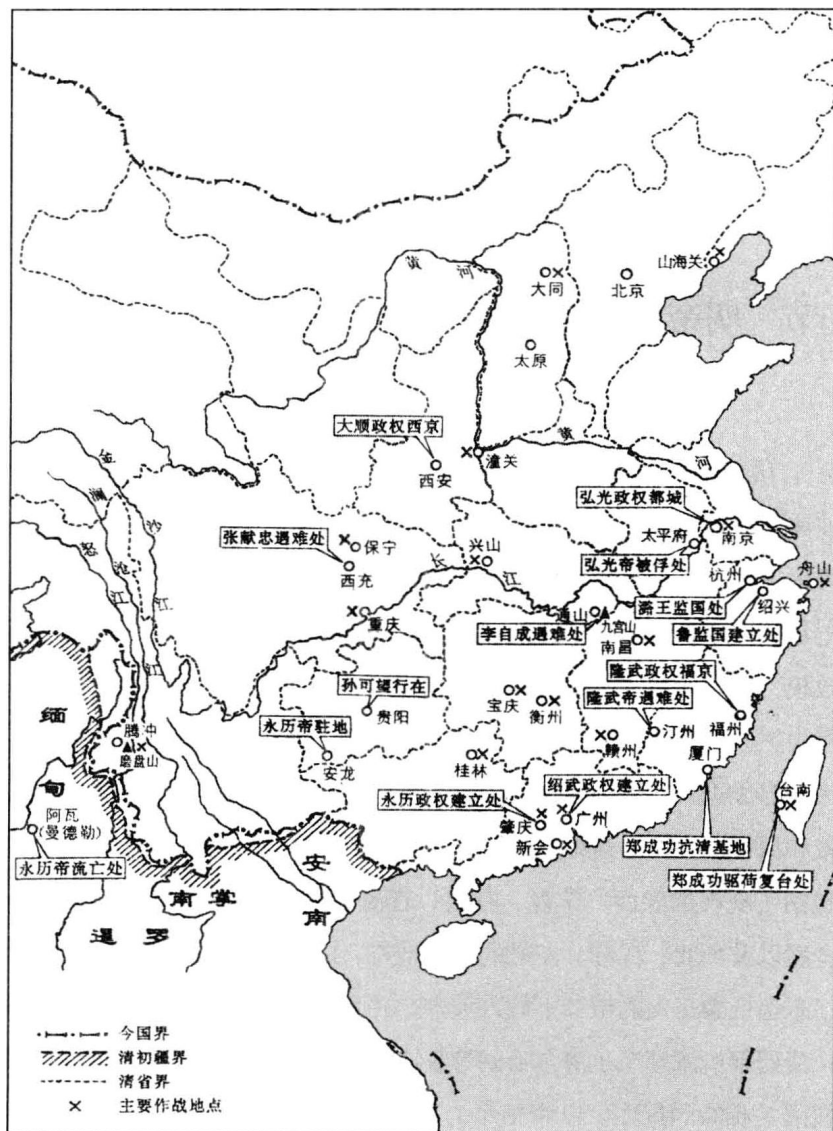 黄
河
大同
北京
山海关
太原
大顺政权西京
西安
潼关
黄
河
弘光政权都城
太平府
南京
弘光帝被俘处
金
沙
江
澜
沧
江
怒
江
张献忠遇难处
保宁
西充
兴山
长
江
重庆
杭州
舟山
潞王监国处
绍兴
鲁监国建立处
通山
九宫山
李自成遇难处
南昌
隆武政权福京
孙可望行在
贵阳
宝庆
衡州
隆武帝遇难处
汀州
福州
永历帝驻地
安龙
赣州
厦门
桂林
绍武政权建立处
永历政权建立处
广州
肇庆
新会
台南
郑成功抗清基地
郑成功驱荷复台处
缅
甸
腾冲
磨盘山
阿瓦
(曼德勒)
永历帝流亡处
南掌
安
南
暹罗
今国界
清初疆界
清省界
主要作战地点